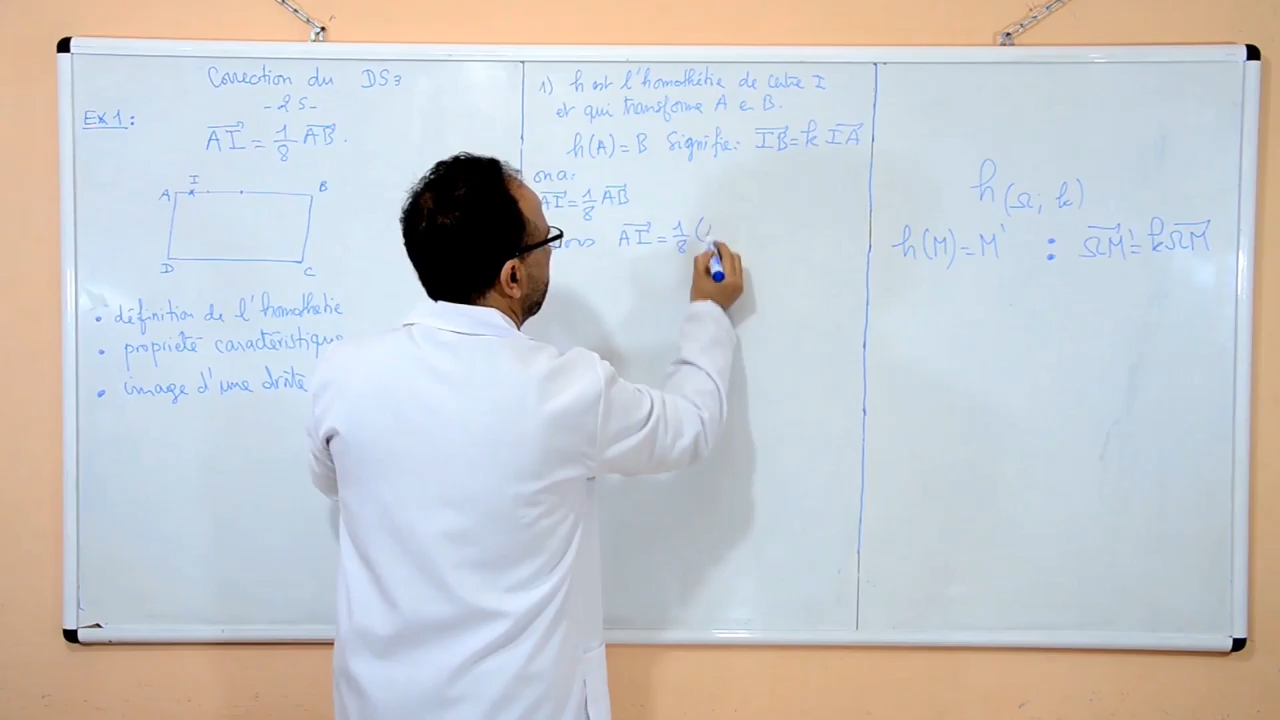 Correction du DS3
- 2S -
EX1:
AI = 1/8 AB.
A I B
D C
• définition de l'homothétie
• propriété caractéristique
• image d'une droite
1) h est l'homothétie de centre I
et qui transforme A en B.
h(A) = B signifie: IB = k IA
on a:
AI = 1/8 AB
AI = 1/8 (
h(Ω; k)
h(M) = M' : ΩM' = kΩM